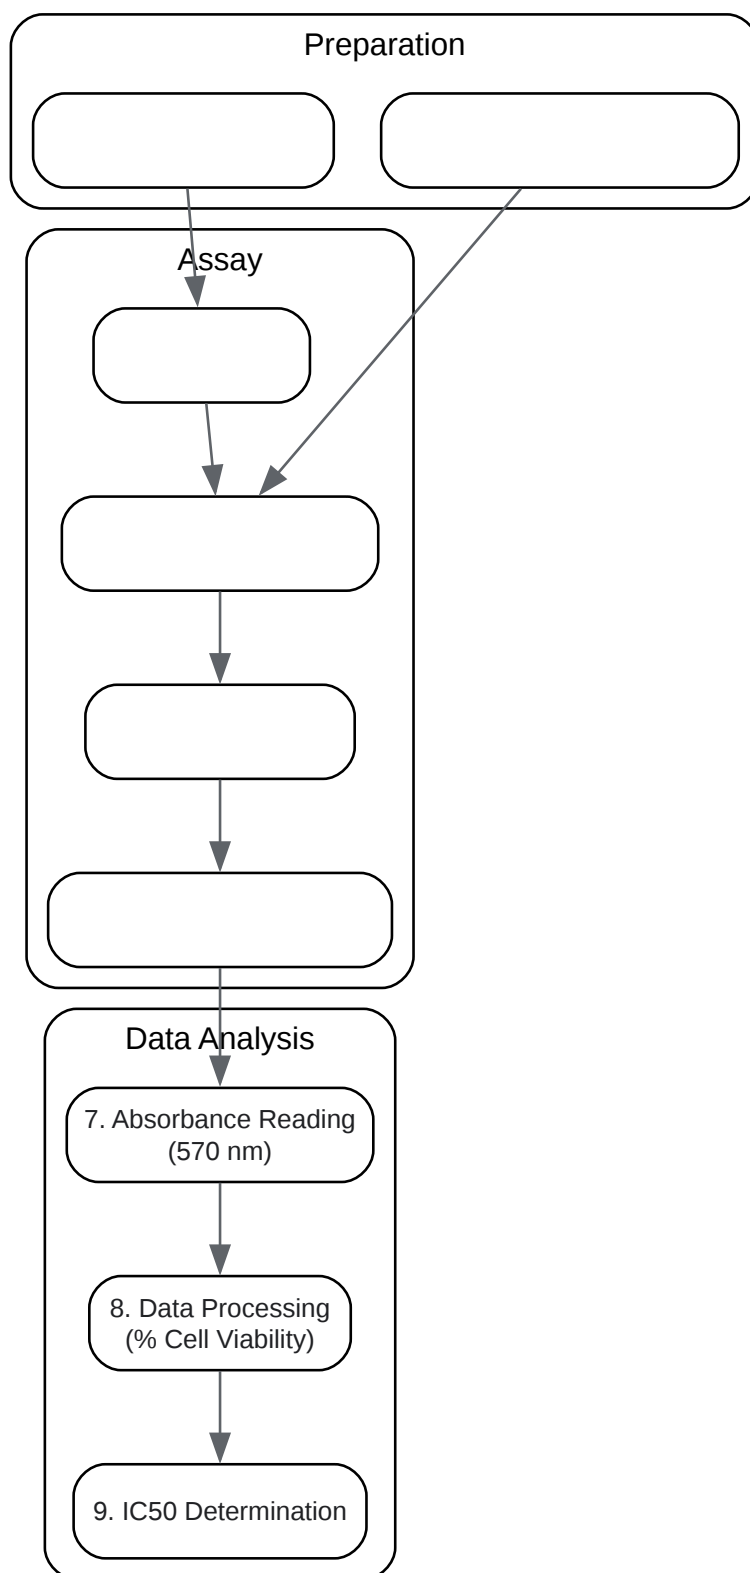 Preparation
Assay
Data Analysis
7. Absorbance Reading
(570 nm)
8. Data Processing
(% Cell Viability)
9. IC50 Determination